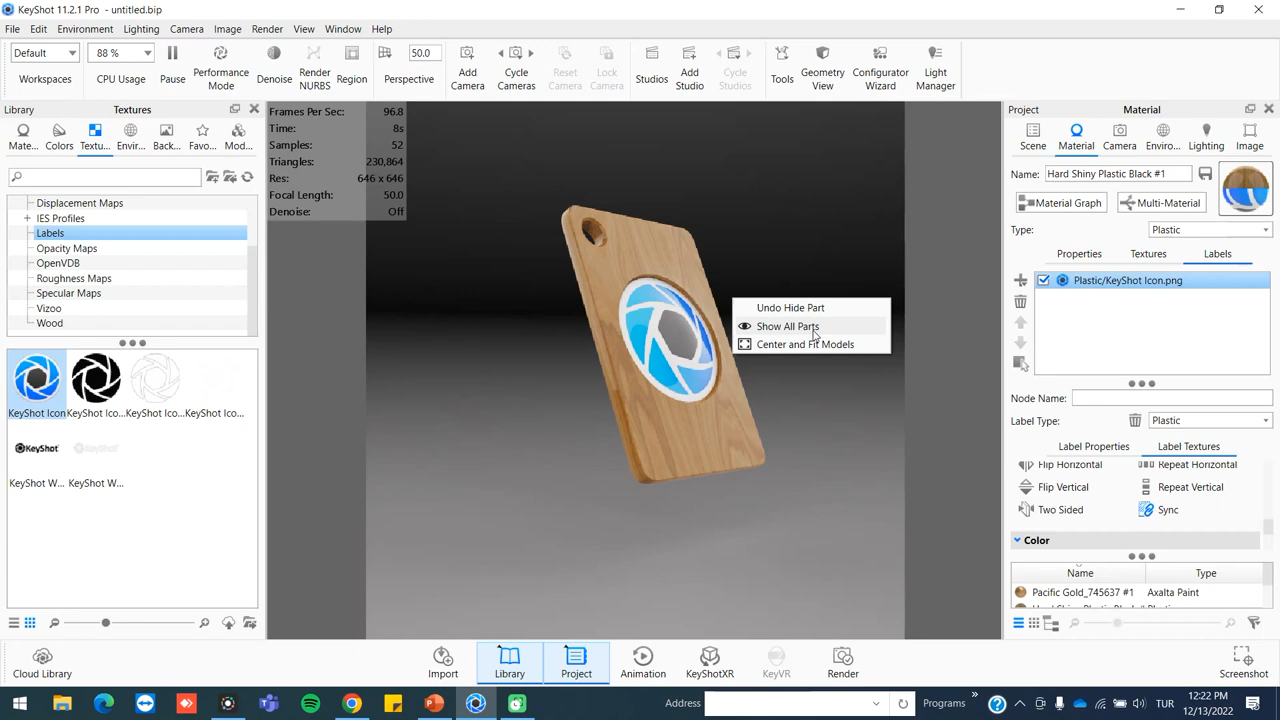 KeyShot 11.2.1 Pro - untitled.bip
File Edit Environment Lighting Camera Image Render View Window Help
Default 88 % 50.0
Workspaces CPU Usage Pause Performance Mode Denoise Render NURBS Region Perspective Add Camera Cycle Cameras Reset Camera Lock Camera Studios Add Studio Cycle Studios Tools Geometry View Configurator Wizard Light Manager
Library Textures
Mate... Colors Textu... Envir... Back... Favo... Mod...
Displacement Maps
IES Profiles
Labels
Opacity Maps
OpenVDB
Roughness Maps
Specular Maps
Vizoo
Wood
KeyShot Icon KeyShot Ico... KeyShot Ico... KeyShot Ico...
KeyShot
KeyShot W... KeyShot W...
Frames Per Sec: 96.8
Time: 8s
Samples: 52
Triangles: 230,864
Res: 646 x 646
Focal Length: 50.0
Denoise: Off
Undo Hide Part
Show All Parts
Center and Fit Models
Project Material
Scene Material Camera Enviro... Lighting Image
Name: Hard Shiny Plastic Black #1
Material Graph Multi-Material
Type: Plastic
Properties Textures Labels
Plastic/KeyShot Icon.png
Node Name:
Label Type: Plastic
Label Properties Label Textures
Flip Horizontal Repeat Horizontal
Flip Vertical Repeat Vertical
Two Sided Sync
Color
Name Type
Pacific Gold_745637 #1 Axalta Paint
Cloud Library Import Library Project Animation KeyShotXR KeyVR Render Screenshot
Address Programs » TUR 12:22 PM
12/13/2022